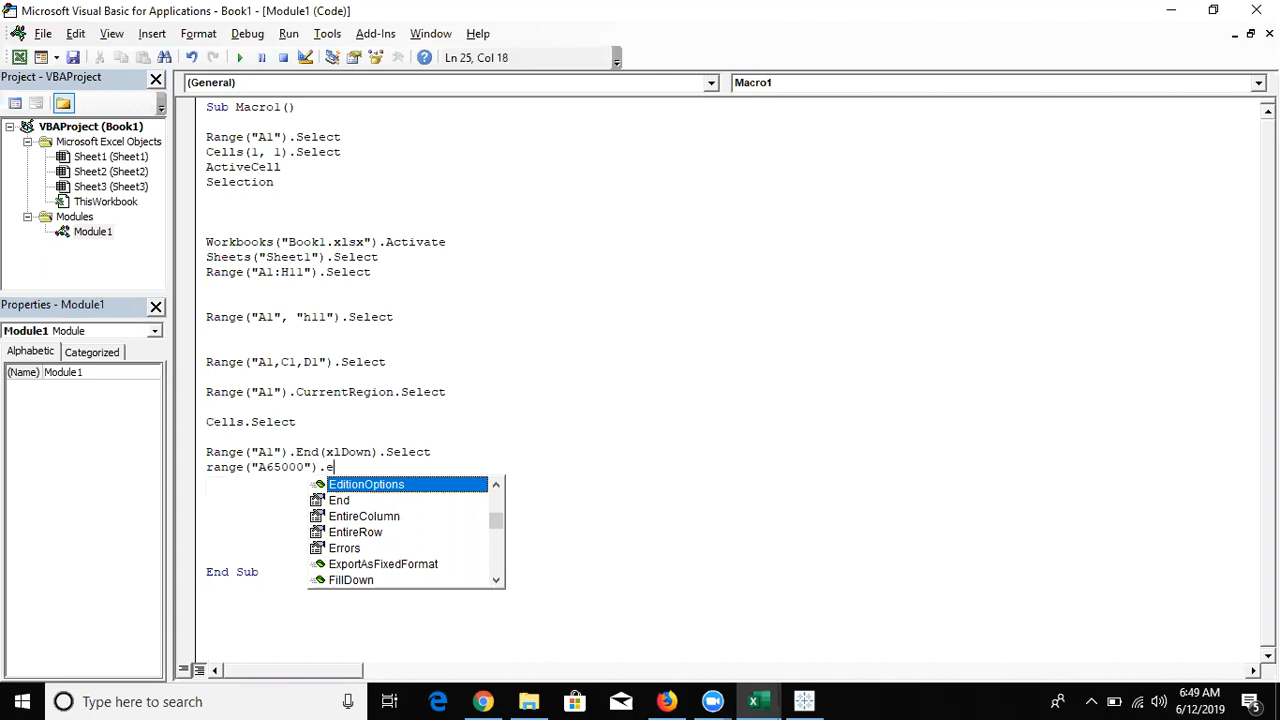 Microsoft Visual Basic for Applications - Book1 - [Module1 (Code)]
File Edit View Insert Format Debug Run Tools Add-Ins Window Help
Ln 25, Col 18
Project - VBAProject
(General)
Macro1
VBAProject (Book1)
Microsoft Excel Objects
Sheet1 (Sheet1)
Sheet2 (Sheet2)
Sheet3 (Sheet3)
ThisWorkbook
Modules
Module1
Properties - Module1
Module1 Module
Alphabetic Categorized
(Name) Module1
Sub Macro1()
Range("A1").Select
Cells(1, 1).Select
ActiveCell
Selection
Workbooks("Book1.xlsx").Activate
Sheets("Sheet1").Select
Range("A1:H11").Select
Range("A1", "h11").Select
Range("A1,C1,D1").Select
Range("A1").CurrentRegion.Select
Cells.Select
Range("A1").End(xlDown).Select
range("A65000").e
EditionOptions
End
EntireColumn
EntireRow
Errors
ExportAsFixedFormat
FillDown
End Sub
Type here to search
6:49 AM
6/12/2019
5